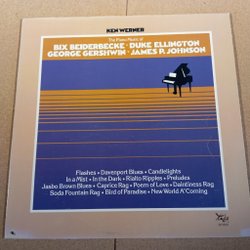 KEN WERNER
The Piano Music of
BIX BEIDERBECKE · DUKE ELLINGTON
GEORGE GERSHWIN · JAMES P. JOHNSON
Flashes · Davenport Blues · Candlelights
In a Mist · In the Dark · Rialto Ripples · Preludes
Jasbo Brown Blues · Caprice Rag · Poem of Love · Daintiness Rag
Soda Fountain Rag · Bird of Paradise · New World A'Coming